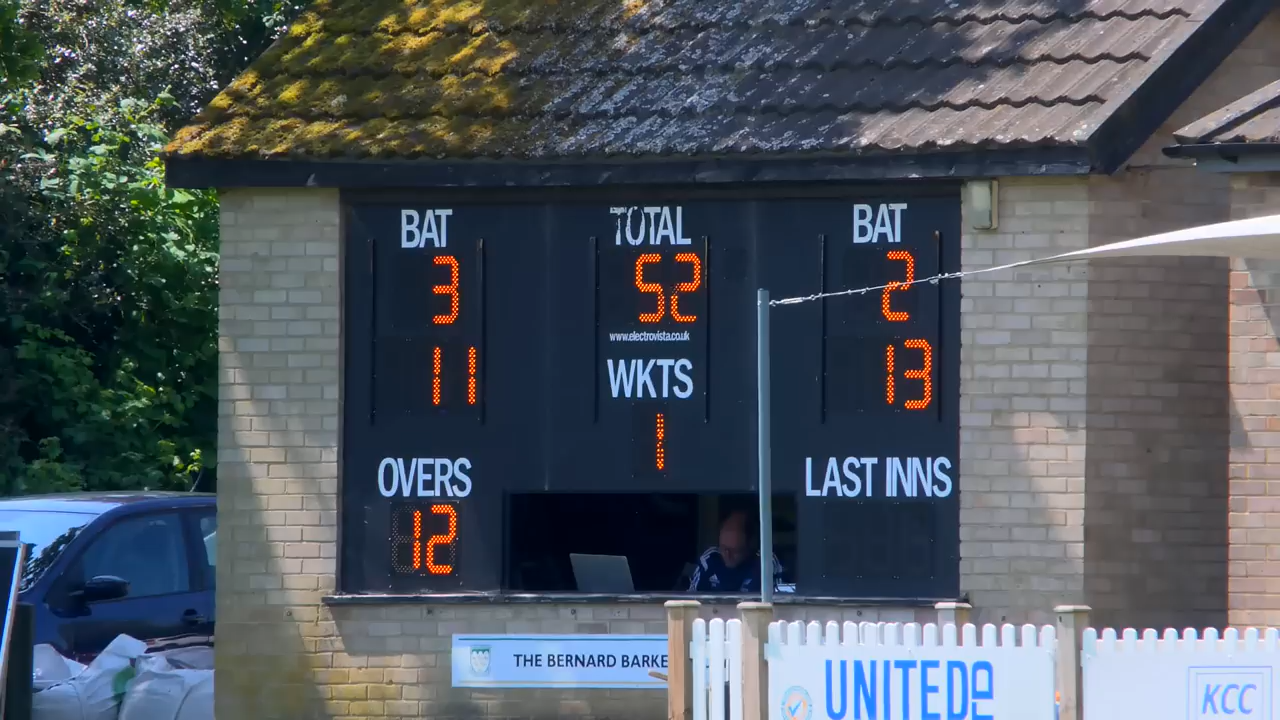 BAT TOTAL BAT
3 52 2
www.electrovista.co.uk
WKTS
11 13
1
OVERS LAST INNS
12
THE BERNARD BARKE
UNITED
KCC